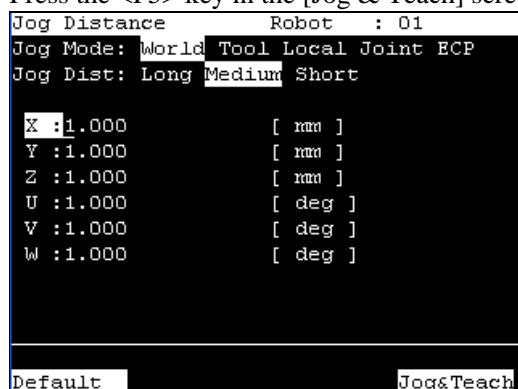 Press the <F3> key in the [Jog & Teach] scre
Jog Distance Robot : 01
Jog Mode: World Tool Local Joint ECP
Jog Dist: Long Medium Short
X :1.000 [ mm ]
Y :1.000 [ mm ]
Z :1.000 [ mm ]
U :1.000 [ deg ]
V :1.000 [ deg ]
W :1.000 [ deg ]
Default Jog&Teach